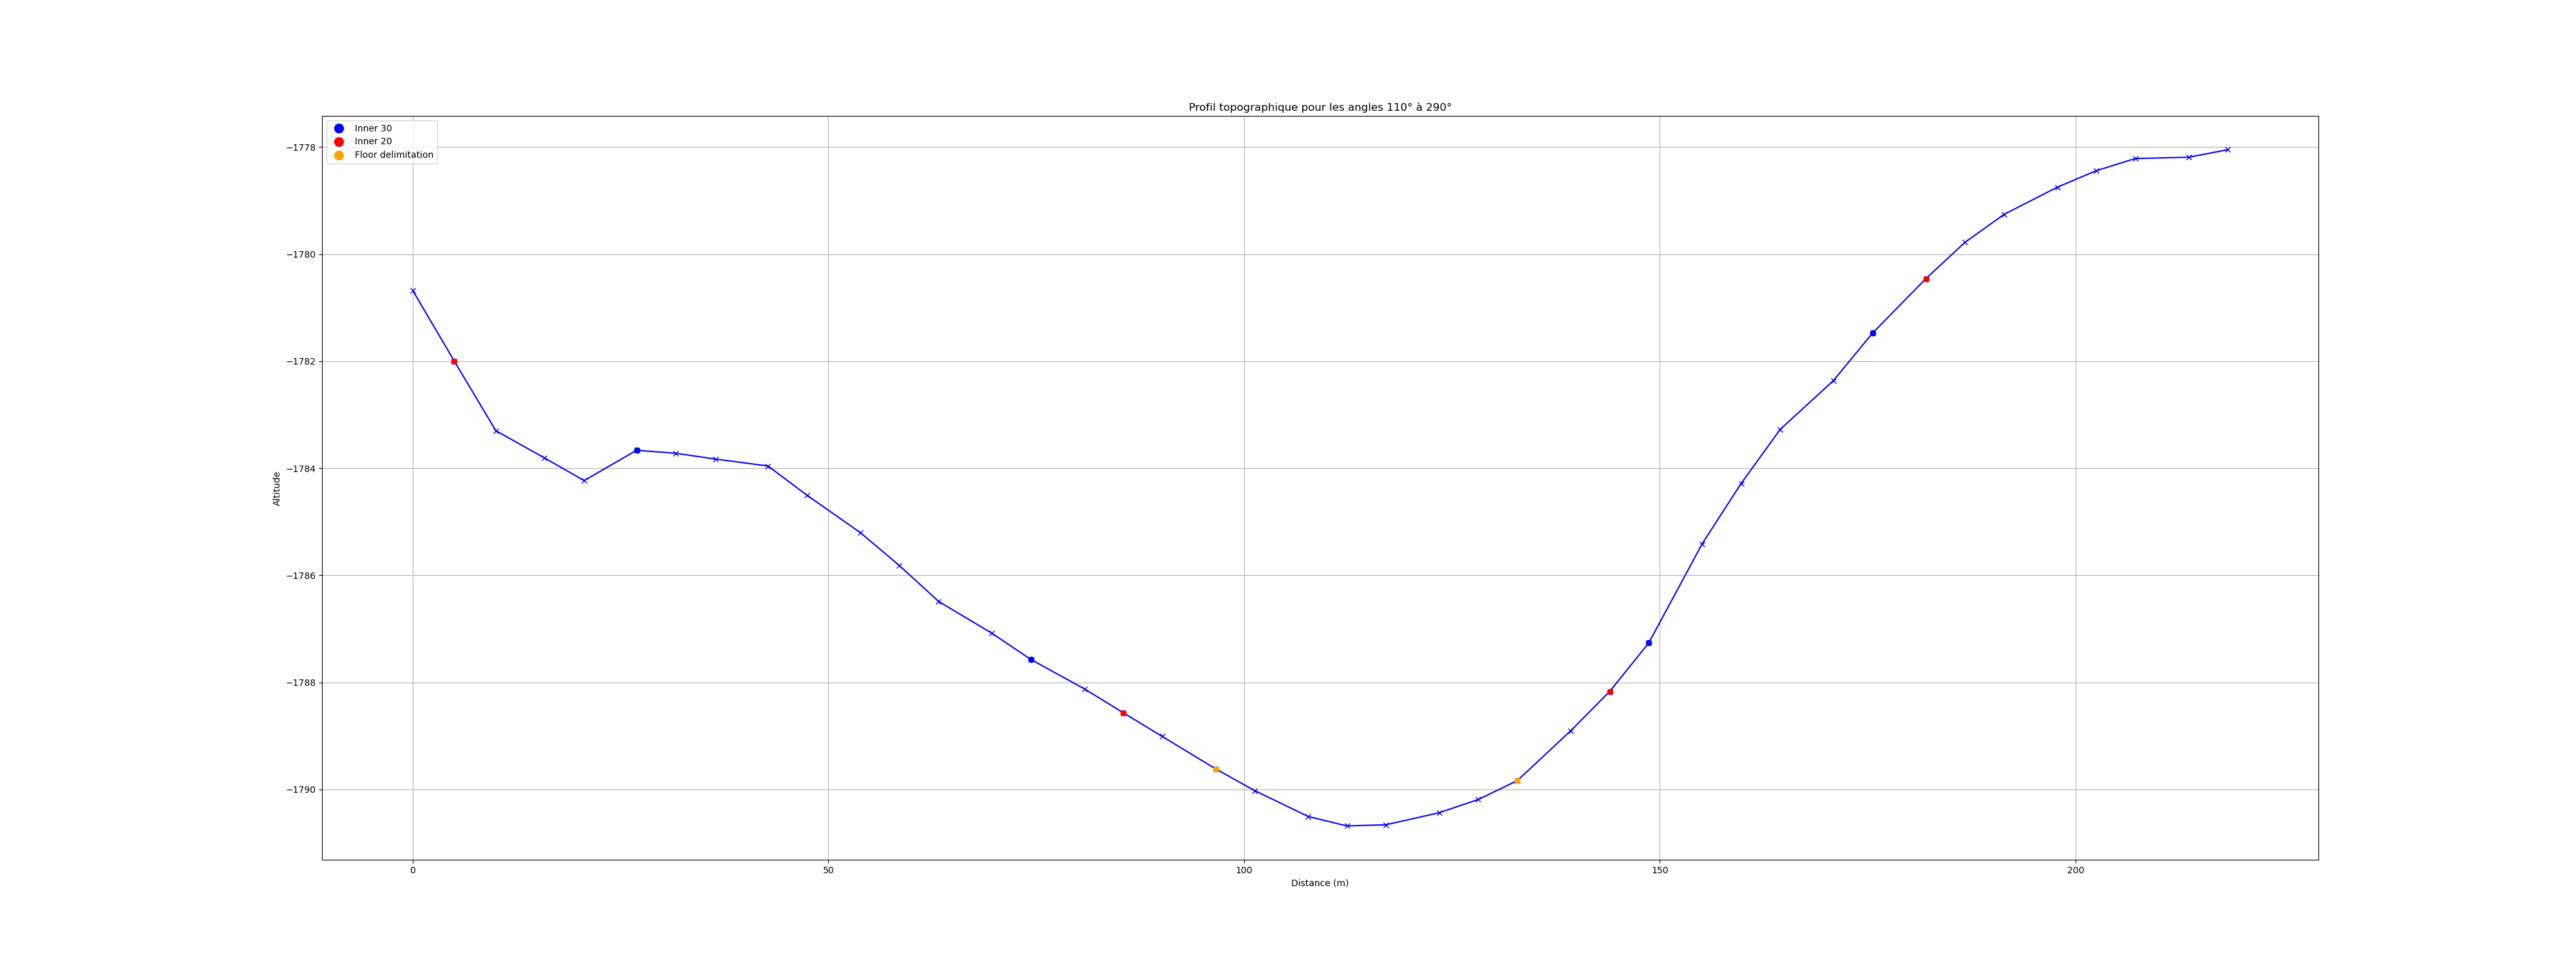 Profil topographique pour les angles 110° à 290°
Inner 30
Inner 20
Floor delimitation
−1778
−1780
−1782
−1784
−1786
−1788
−1790
Altitude
0
50
100
150
200
Distance (m)